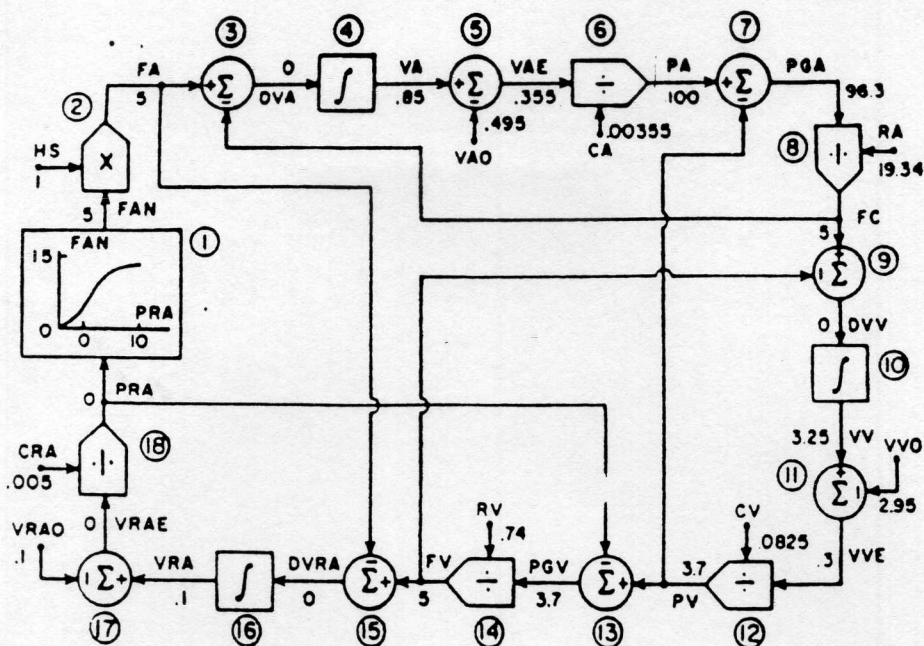 ③ ④ ⑤ ⑥ ⑦
FA 5 +Σ− 0 DVA ∫ VA .85 +Σ− VAE .355 ÷ PA 100 +Σ− PGA
② .495 VAO .00355 CA 96.3
HS 1 X ⑧ ÷ RA 19.34
5 FAN FC 5
① FAN 15 0 0 10 PRA
+ 1 Σ ⑨
0 DVV
∫ ⑩
0 PRA
3.25 VV VVO
CRA .005 ÷ ⑱
⑪ + Σ 1 2.95
RV .74 CV .0825
VRAO .1 0 VRAE .3 VVE
1 Σ + VRA .1 ∫ DVRA 0 − Σ + FV 5 ÷ PGV 3.7 − Σ + 3.7 PV ÷
⑰ ⑯ ⑮ ⑭ ⑬ ⑫